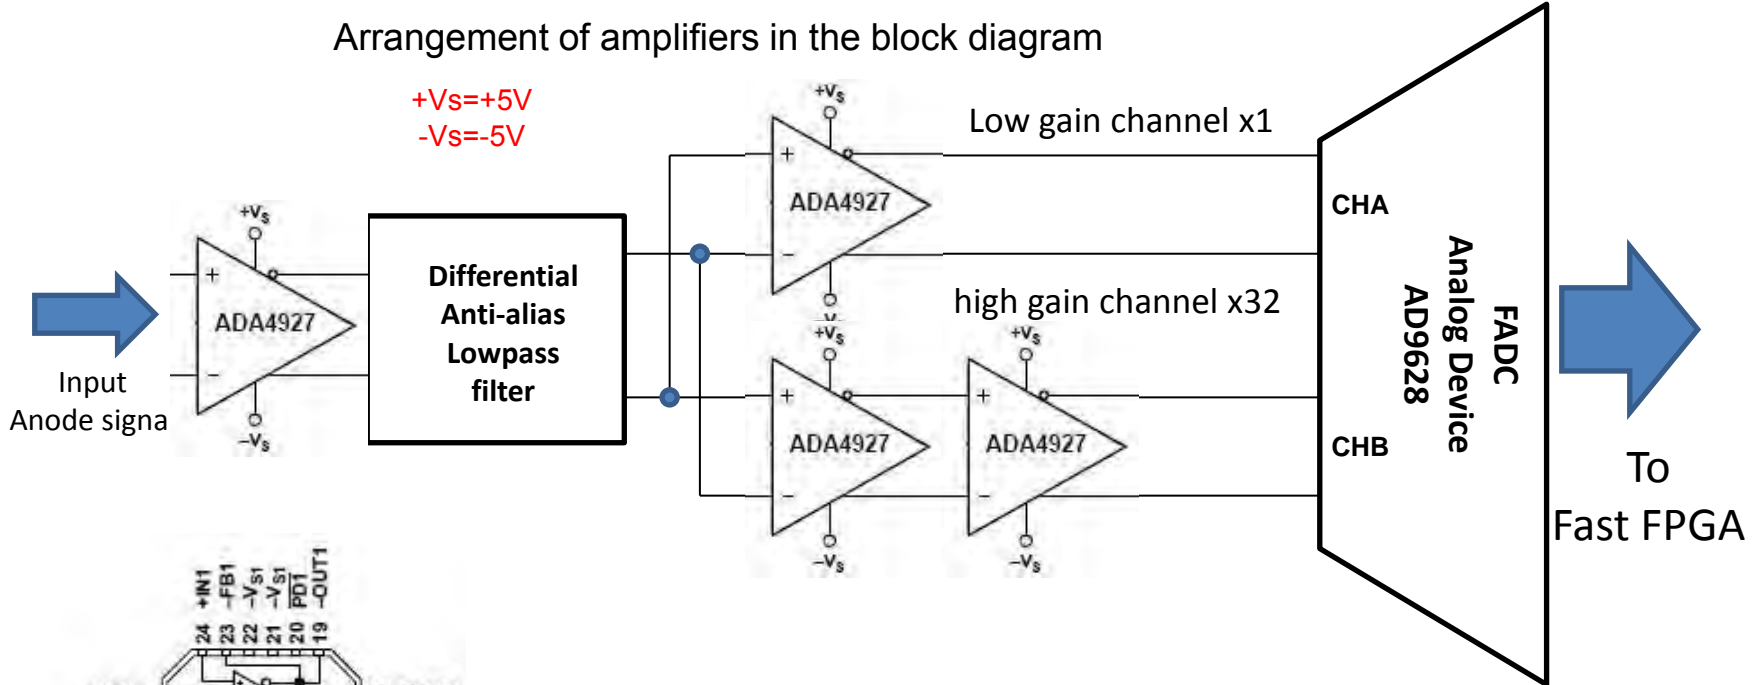 Arrangement of amplifiers in the block diagram
+Vs=+5V
-Vs=-5V
+VS
Low gain channel x1
+
ADA4927
-
+VS
+
ADA4927
-
-VS
Input
Anode signa
Differential
Anti-alias
Lowpass
filter
high gain channel x32
+VS
+
ADA4927
-
-VS
+VS
+
ADA4927
-
-VS
CHA
CHB
FADC
Analog Device
AD9628
To
Fast FPGA
24 +IN1
23 –FB1
22 –VS1
21 –VS1
20 PD1
19 –OUT1